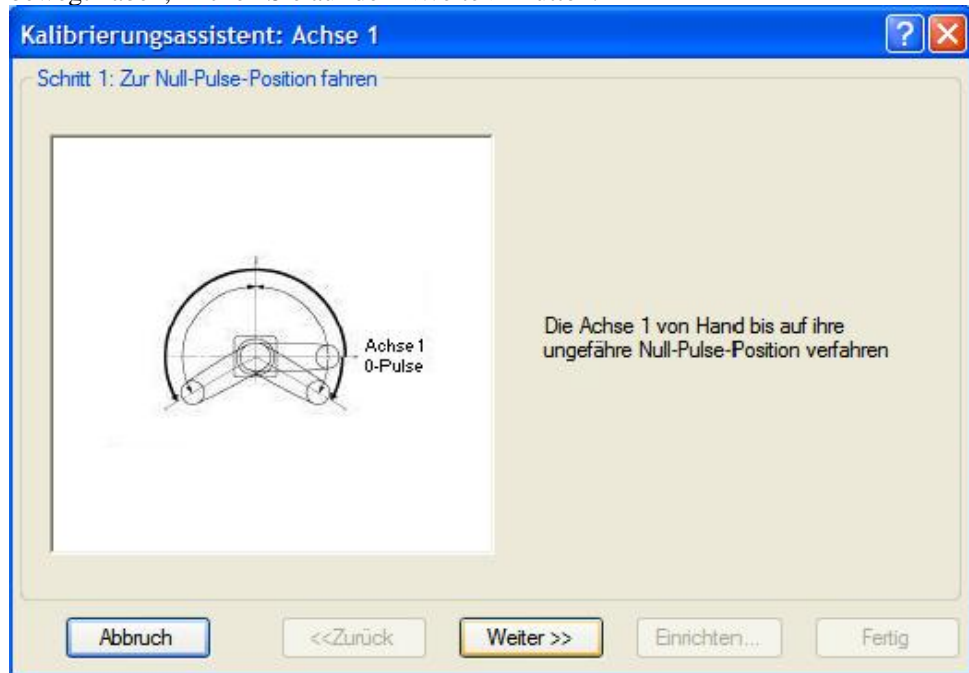 Kalibrierungsassistent: Achse 1
Schritt 1: Zur Null-Pulse-Position fahren
Achse 1
0-Pulse
Die Achse 1 von Hand bis auf ihre
ungefähre Null-Pulse-Position verfahren
Abbruch
<<Zurück
Weiter >>
Einrichten...
Fertig